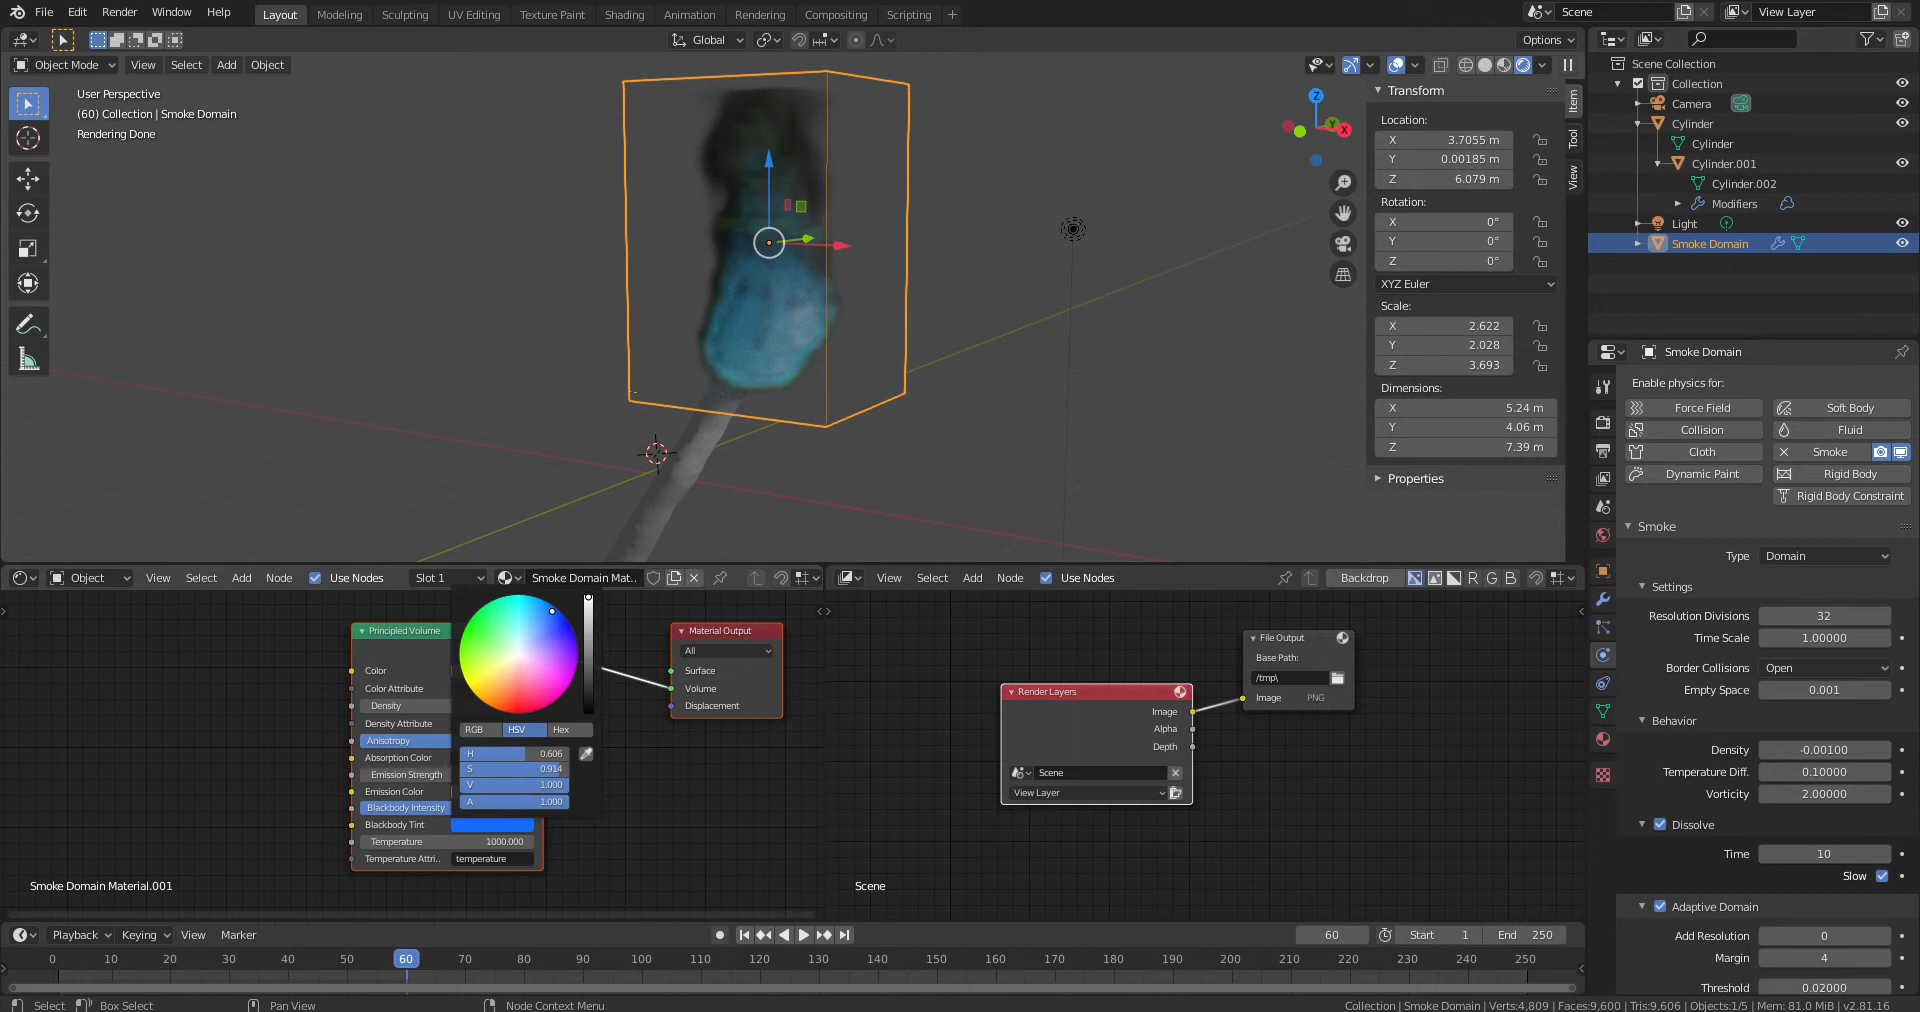 File Edit Render Window Help Layout Modeling Sculpting UV Editing Texture Paint Shading Animation Rendering Compositing Scripting + Scene View Layer
Global Options
Object Mode View Select Add Object
User Perspective
(60) Collection | Smoke Domain
Rendering Done
Z
Y
X
Transform
Location:
X 3.7055 m
Y 0.00185 m
Z 6.079 m
Rotation:
X 0°
Y 0°
Z 0°
XYZ Euler
Scale:
X 2.622
Y 2.028
Z 3.693
Dimensions:
X 5.24 m
Y 4.06 m
Z 7.39 m
Properties
Item
Tool
View
Scene Collection
Collection
Camera
Cylinder
Cylinder
Cylinder.001
Cylinder.002
Modifiers
Light
Smoke Domain
Smoke Domain
Enable physics for:
Force Field Soft Body
Collision Fluid
Cloth Smoke
Dynamic Paint Rigid Body
Rigid Body Constraint
Smoke
Type Domain
Settings
Resolution Divisions 32
Time Scale 1.00000
Border Collisions Open
Empty Space 0.001
Behavior
Density -0.00100
Temperature Diff. 0.10000
Vorticity 2.00000
Dissolve
Time 10
Slow
Adaptive Domain
Add Resolution 0
Margin 4
Threshold 0.02000
Object View Select Add Node Use Nodes Slot 1 Smoke Domain Mat..
Principled Volume
Color
Color Attribute
Density
Density Attribute
Anisotropy
Absorption Color
Emission Strength
Emission Color
Blackbody Intensity
Blackbody Tint
Temperature 1000.000
Temperature Attri.. temperature
RGB HSV Hex
H 0.606
S 0.914
V 1.000
A 1.000
Material Output
All
Surface
Volume
Displacement
Smoke Domain Material.001
View Select Add Node Use Nodes Backdrop R G B
Render Layers
Image
Alpha
Depth
Scene
View Layer
File Output
Base Path:
/tmp\
Image PNG
Scene
Playback Keying View Marker 60 Start 1 End 250
0 10 20 30 40 50 60 70 80 90 100 110 120 130 140 150 160 170 180 190 200 210 220 230 240 250
Select Box Select Pan View Node Context Menu Collection | Smoke Domain | Verts:4,809 | Faces:9,600 | Tris:9,606 | Objects:1/5 | Mem: 81.0 MiB | v2.81.16